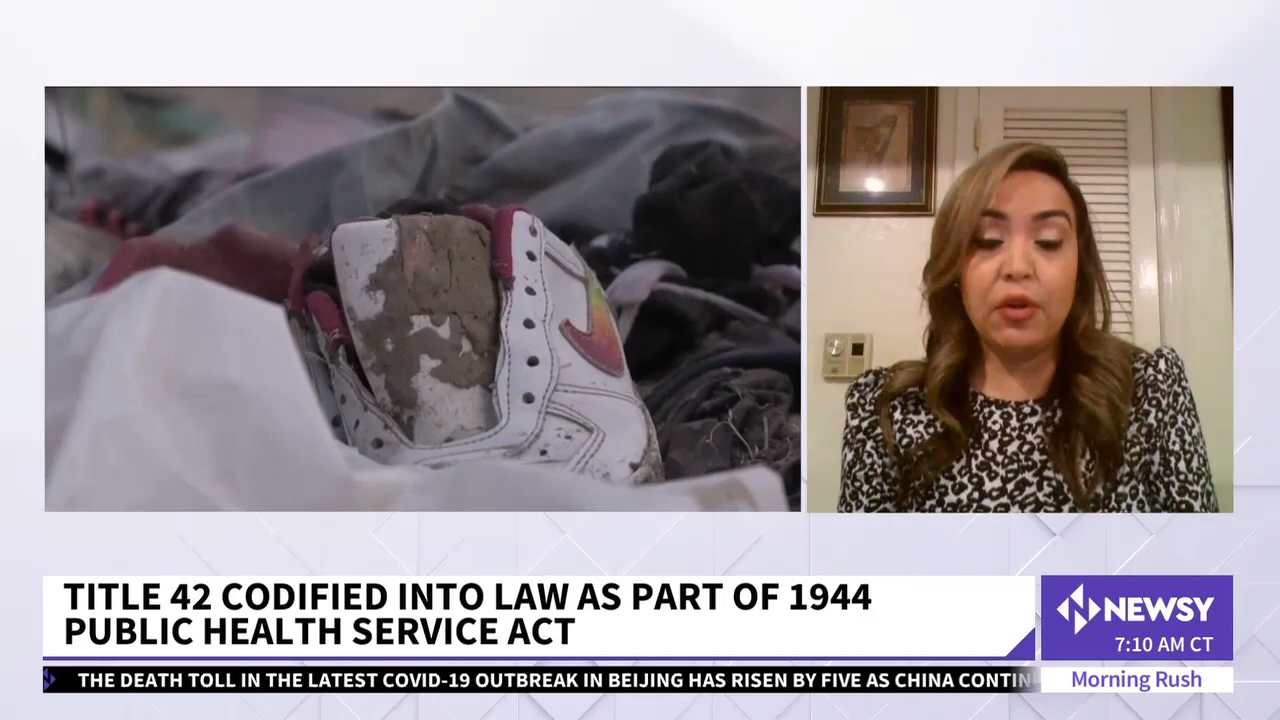 TITLE 42 CODIFIED INTO LAW AS PART OF 1944
PUBLIC HEALTH SERVICE ACT
NEWSY
7:10 AM CT
THE DEATH TOLL IN THE LATEST COVID-19 OUTBREAK IN BEIJING HAS RISEN BY FIVE AS CHINA CONTIN
Morning Rush